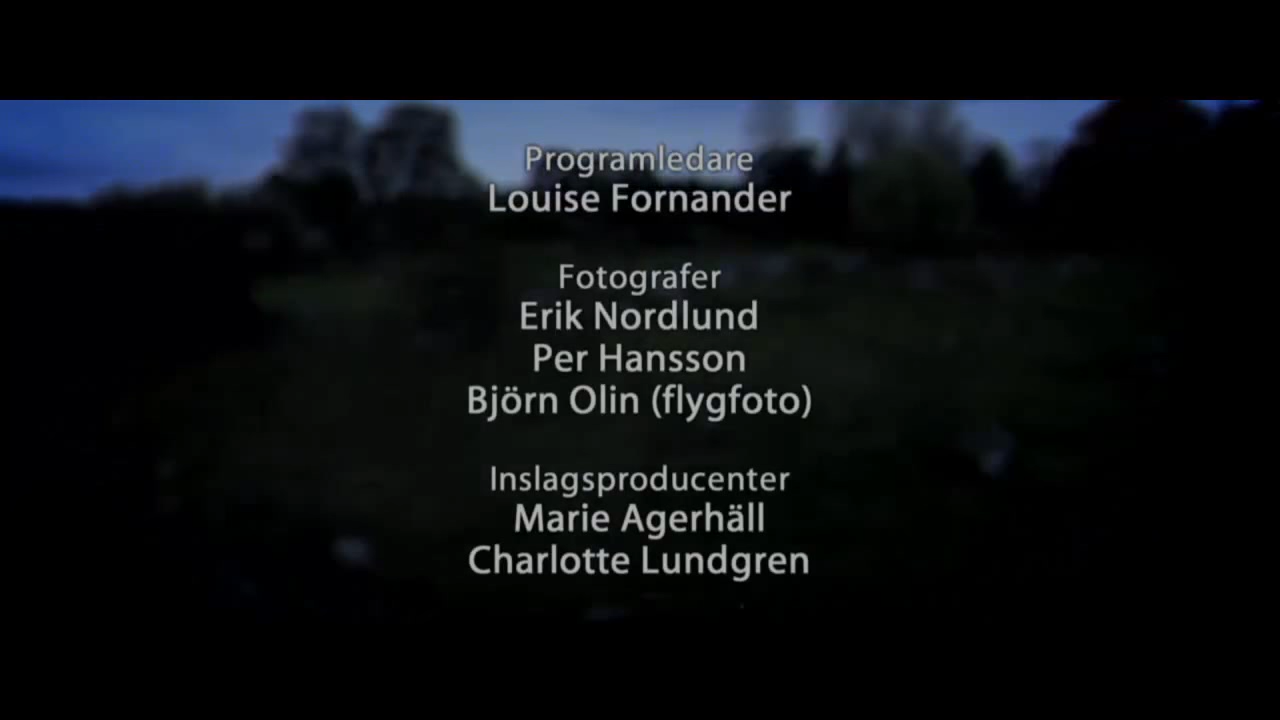 Programledare
Louise Fornander
Fotografer
Erik Nordlund
Per Hansson
Björn Olin (flygfoto)
Inslagsproducenter
Marie Agerhäll
Charlotte Lundgren